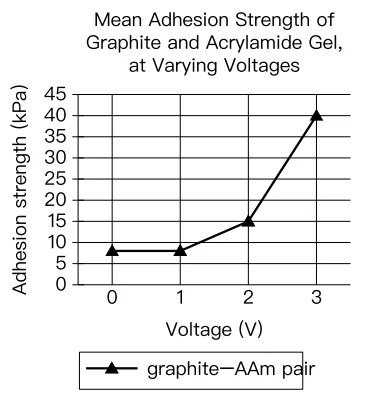 Mean Adhesion Strength of
Graphite and Acrylamide Gel,
at Varying Voltages
Adhesion strength (kPa)
45
40
35
30
25
20
15
10
5
0
0 1 2 3
Voltage (V)
graphite—AAm pair